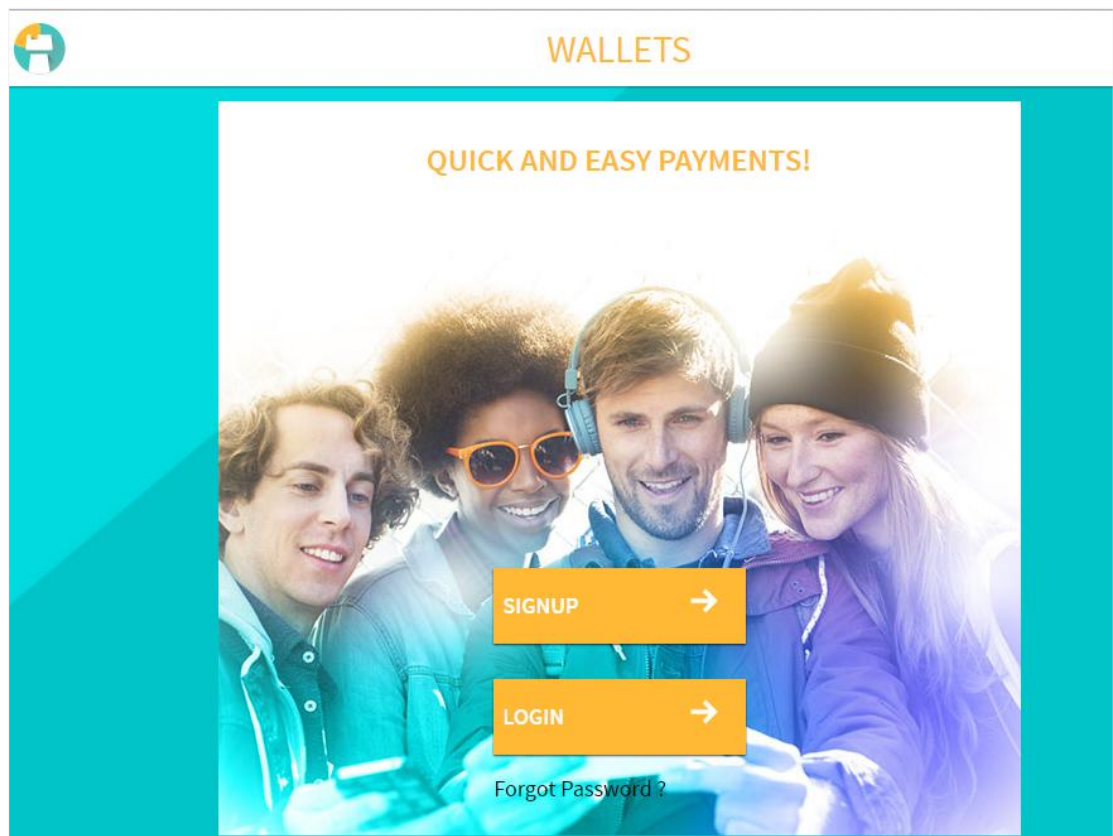 WALLETS
QUICK AND EASY PAYMENTS!
SIGNUP
LOGIN
Forgot Password ?